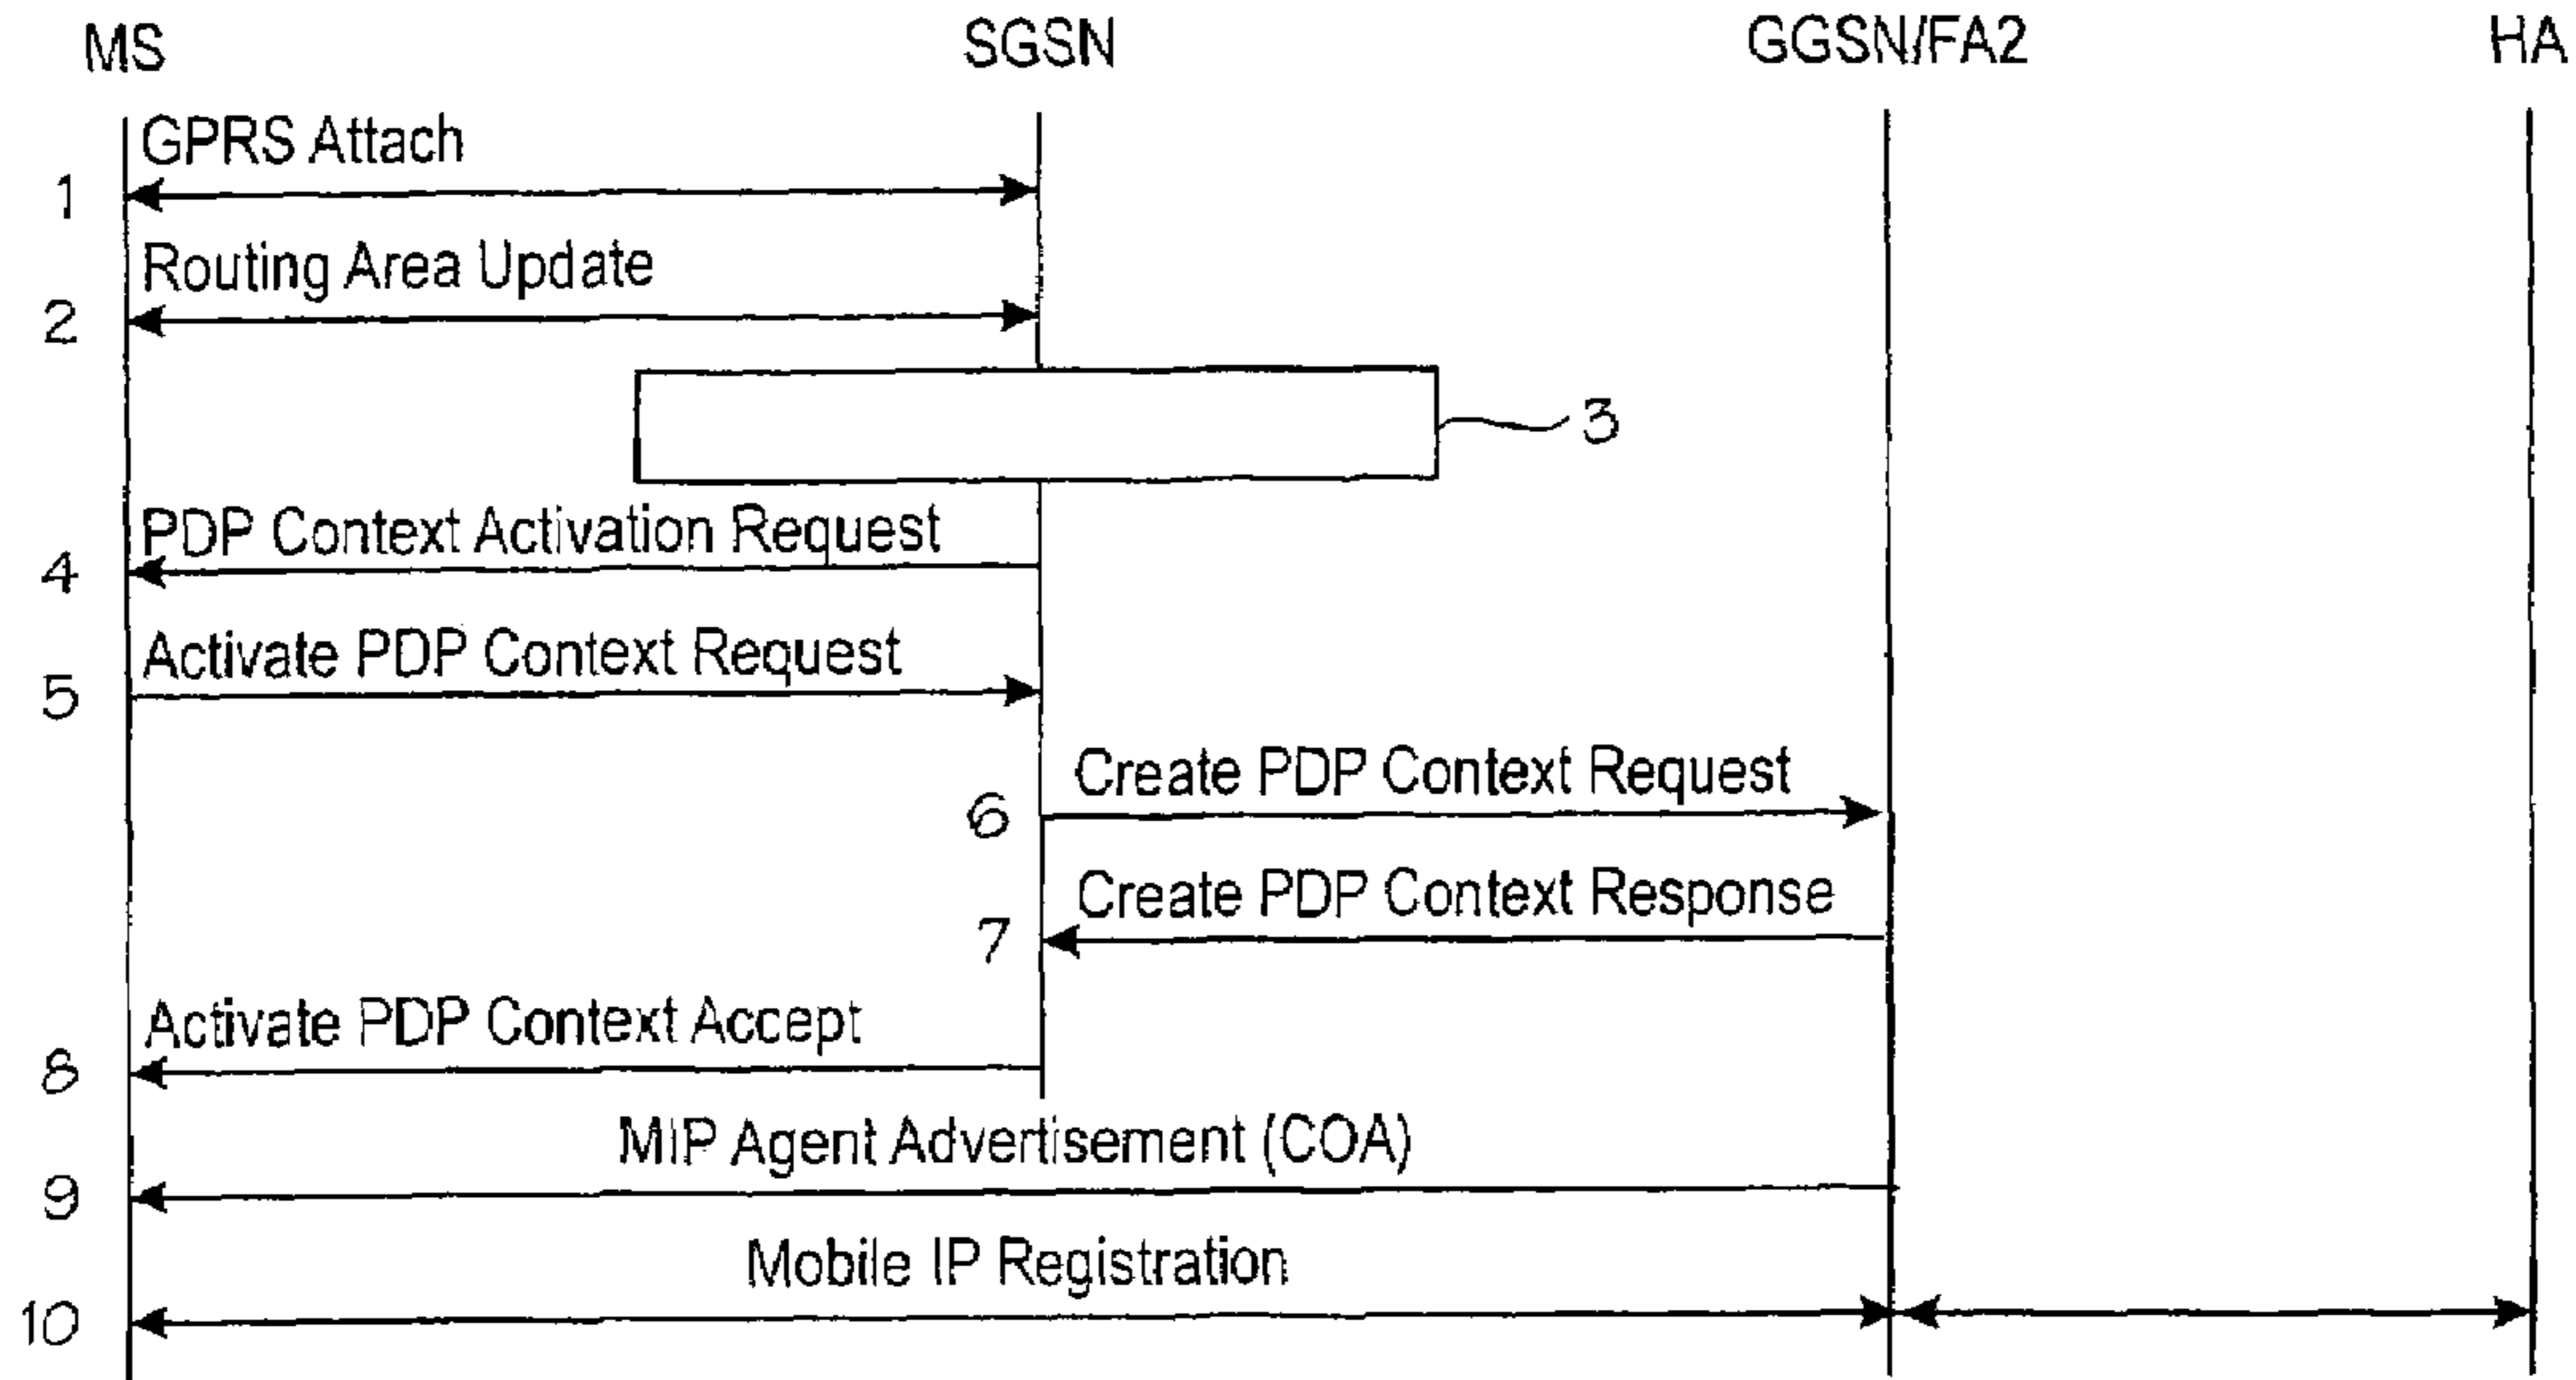 MS SGSN GGSN/FA2 HA
GPRS Attach
1
Routing Area Update
2
3
PDP Context Activation Request
4
Activate PDP Context Request
5
Create PDP Context Request
6
Create PDP Context Response
7
Activate PDP Context Accept
8
MIP Agent Advertisement (COA)
9
Mobile IP Registration
10